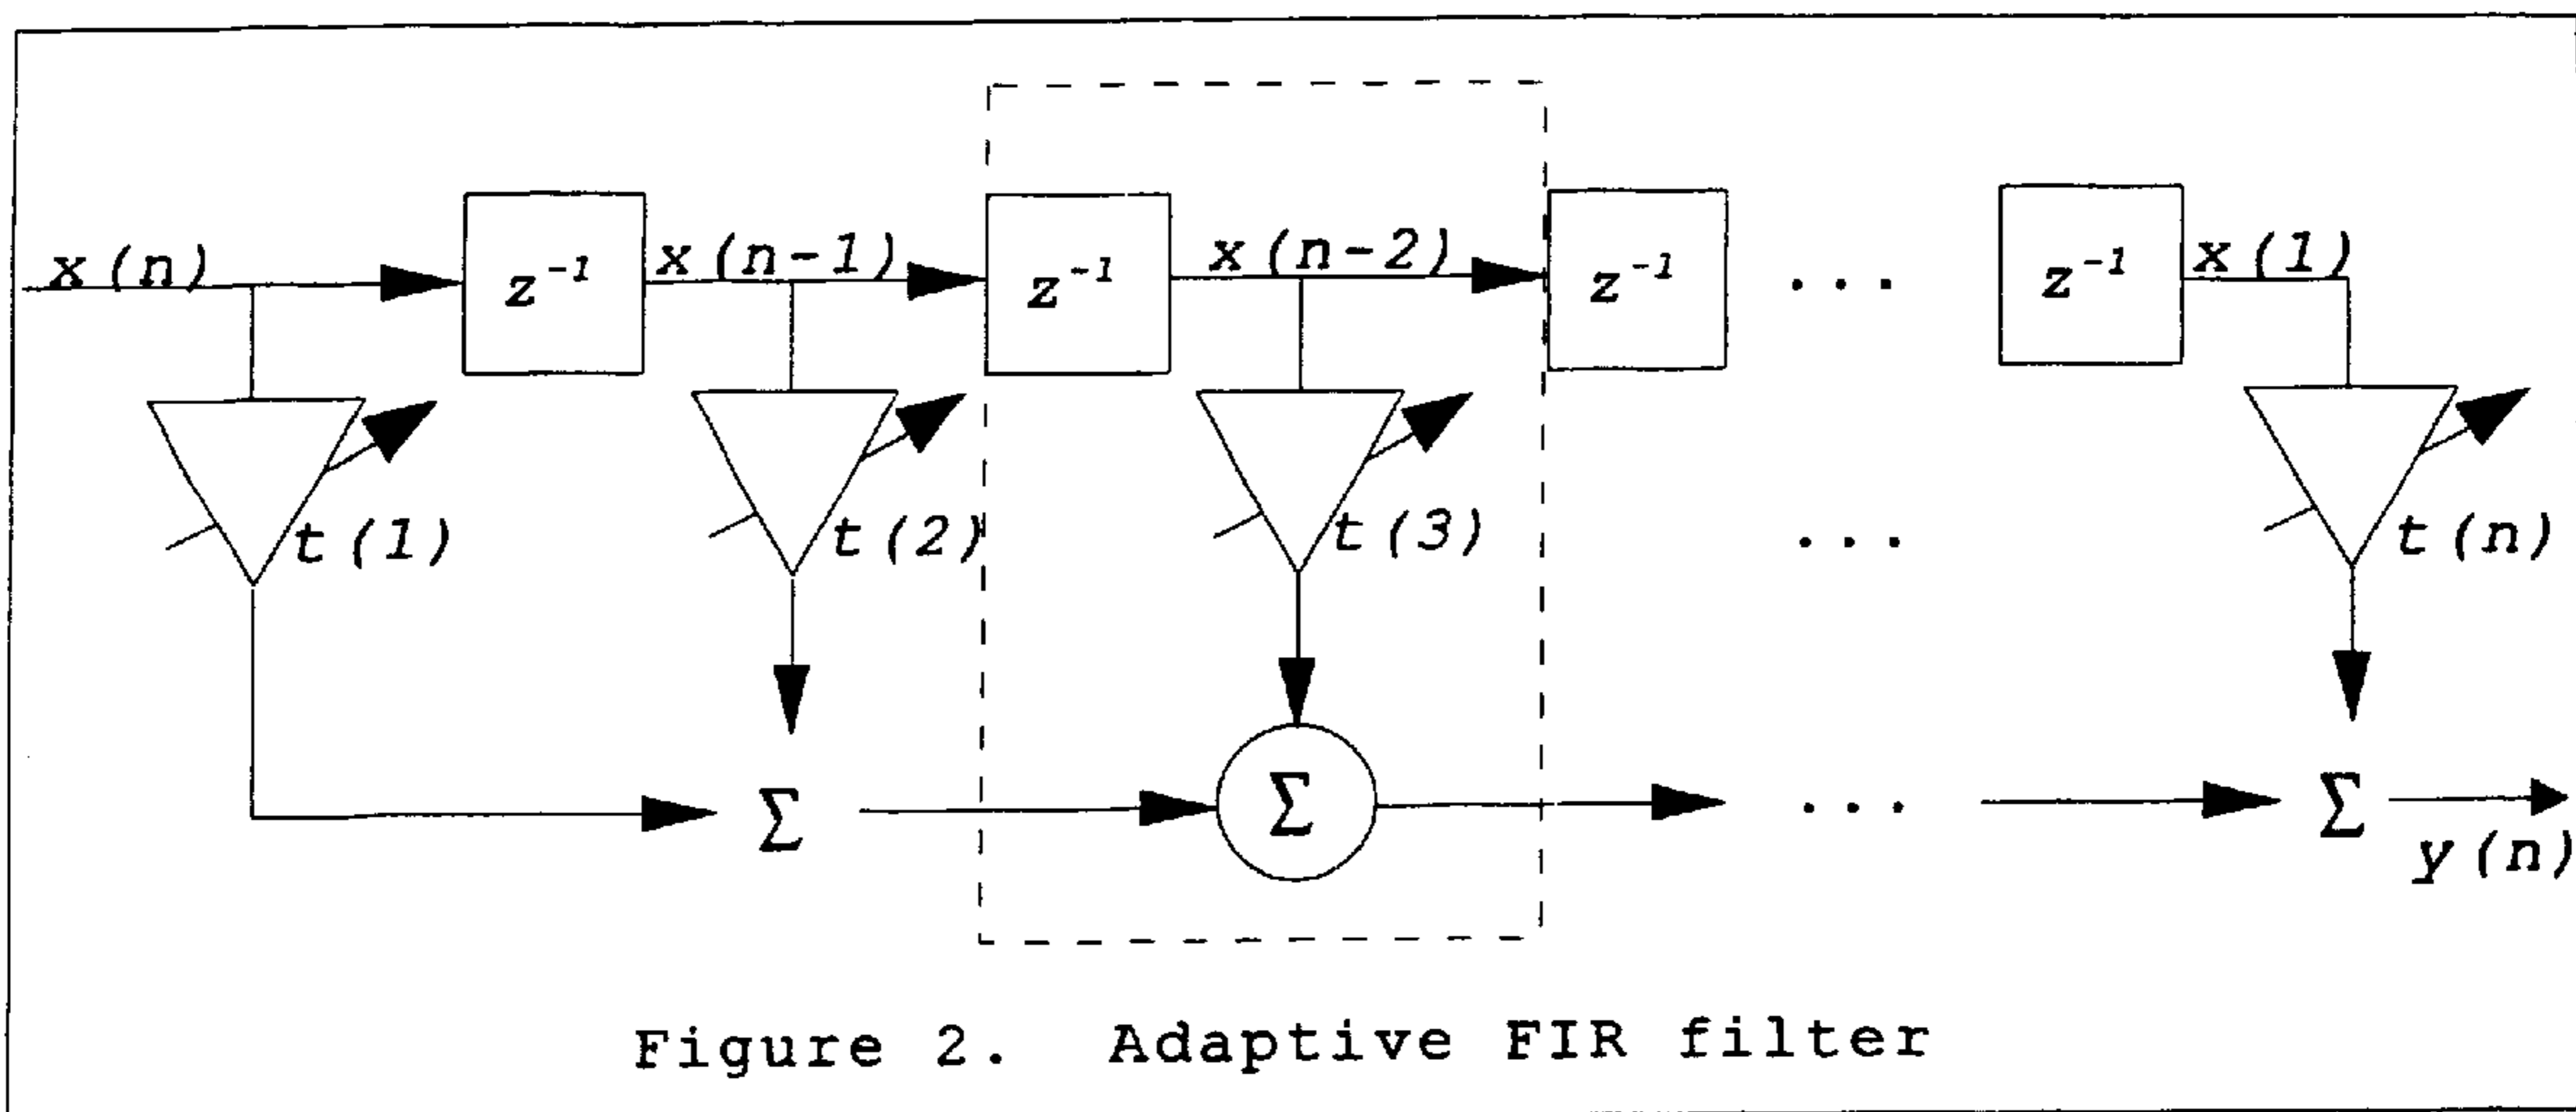 x(n)
z⁻¹
x(n-1)
z⁻¹
x(n-2)
z⁻¹
...
z⁻¹
x(1)
t(1)
t(2)
t(3)
...
t(n)
Σ
Σ
...
Σ
y(n)
Figure 2. Adaptive FIR filter